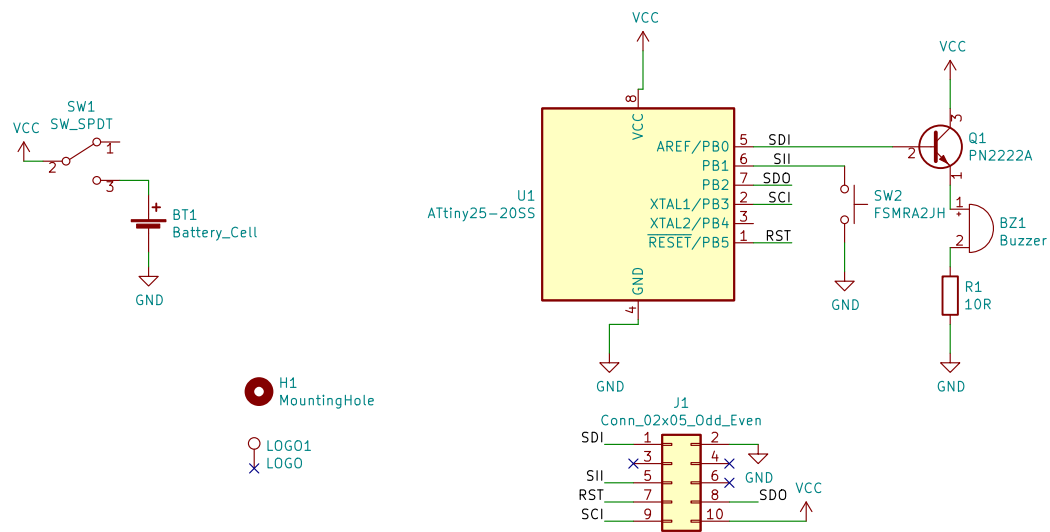 VCC
VCC
SW1
SW_SPDT
VCC
1
2
3
BT1
Battery_Cell
GND
8
VCC
U1
ATtiny25-20SS
AREF/PB0
5
SDI
PB1
6
SII
PB2
7
SDO
XTAL1/PB3
2
SCI
XTAL2/PB4
3
RESET/PB5
1
RST
GND
4
GND
3
2
Q1
PN2222A
1
SW2
FSMRA2JH
GND
1
+
BZ1
Buzzer
2
R1
10R
GND
H1
MountingHole
LOGO1
LOGO
J1
Conn_02x05_Odd_Even
SDI
1
2
3
4
GND
SII
5
6
VCC
RST
7
8
SDO
SCI
9
10